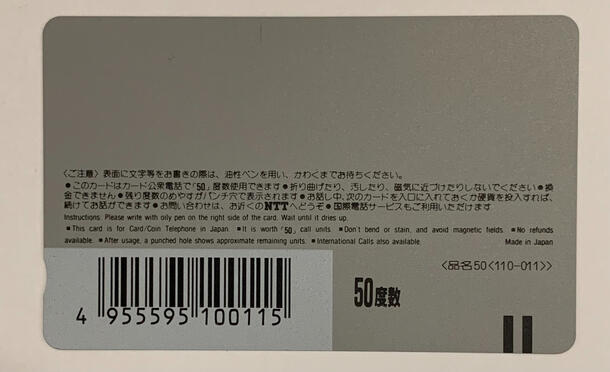 〈ご注意〉表面に文字等をお書きの際は、油性ペンを用い、かわくまでお待ちください。
●このカードはカード公衆電話で「50」度数使用できます●折り曲げたり、汚したり、磁気に近づけたりしないでください●換
金できません●残り度数のめやすがパンチ穴で表示されます●お話し中、次のカードを入口に入れておくか硬貨を投入すれば、
続けてお話ができます●お問い合わせは、お近くのNTTへどうぞ●国際電話サービスもご利用いただけます
Instructions. Please write with oily pen on the right side of the card. Wait until it dries up.
■This card is for Card/Coin Telephone in Japan ■It is worth「50」call units. ■Don't bend or stain, and avoid magnetic fields. ■No refunds
available. ■After usage, a punched hole shows approximate remaining units. ■International Calls also available. Made in Japan
〈品名50〈110-011〉〉
50度数
4 955595 100115